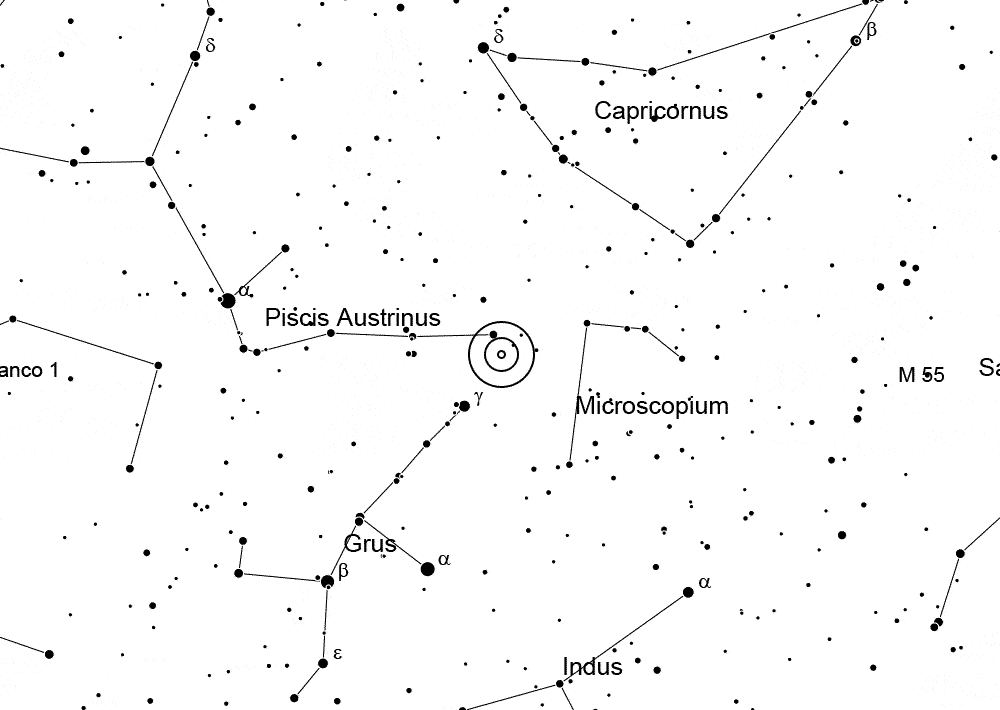 δ
δ
β
Capricornus
α
Piscis Austrinus
anco 1
M 55
Sa
γ
Microscopium
Grus
α
β
α
ε
Indus